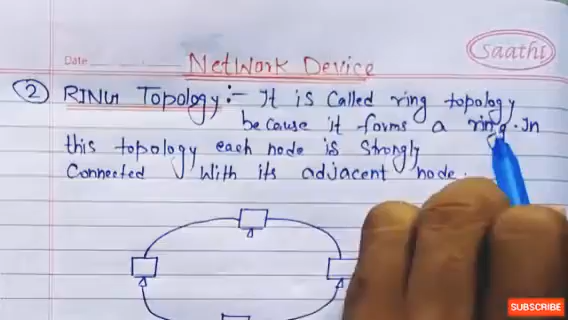 Saathi
Date
Network Device
② RING Topology:- It is called ring topology
because it forms a ring. In
this topology each node is strongly
Connected With its adjacent node.
SUBSCRIBE